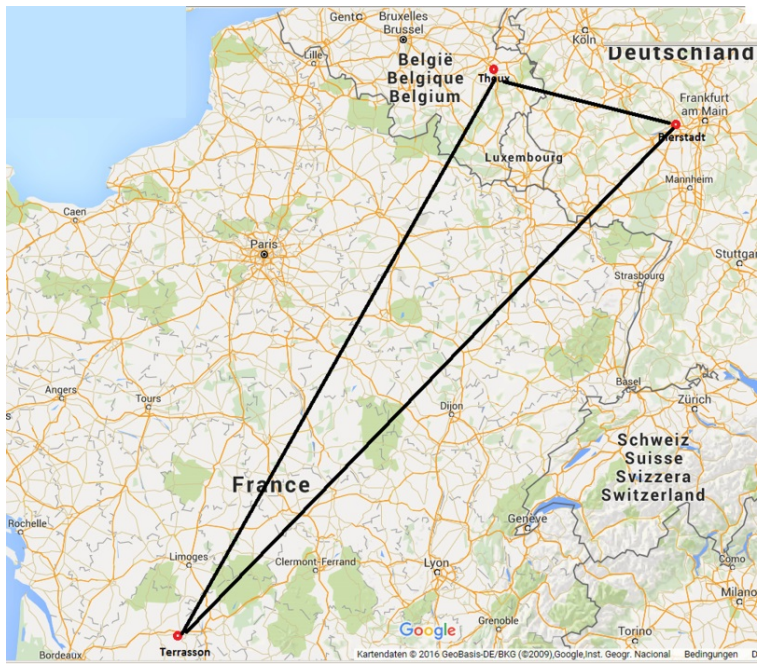 Gent
Bruxelles
Brussel
Köln
Deutschland
Lille
België
Belgique
Belgium
Theux
Frankfurt
am Main
Bierstadt
Luxembourg
Mannheim
Caen
Paris
Stuttgar
Strasbourg
Angers
Tours
Basel
Zürich
Dijon
s
Schweiz
Suisse
Svizzera
Switzerland
France
Rochelle
Genève
Limoges
Clermont-Ferrand
Lyon
Como
Milano
Google
Grenoble
Torino
Terrasson
Bordeaux
Kartendaten © 2016 GeoBasis-DE/BKG (©2009),Google,Inst. Geogr. Nacional Bedingungen D